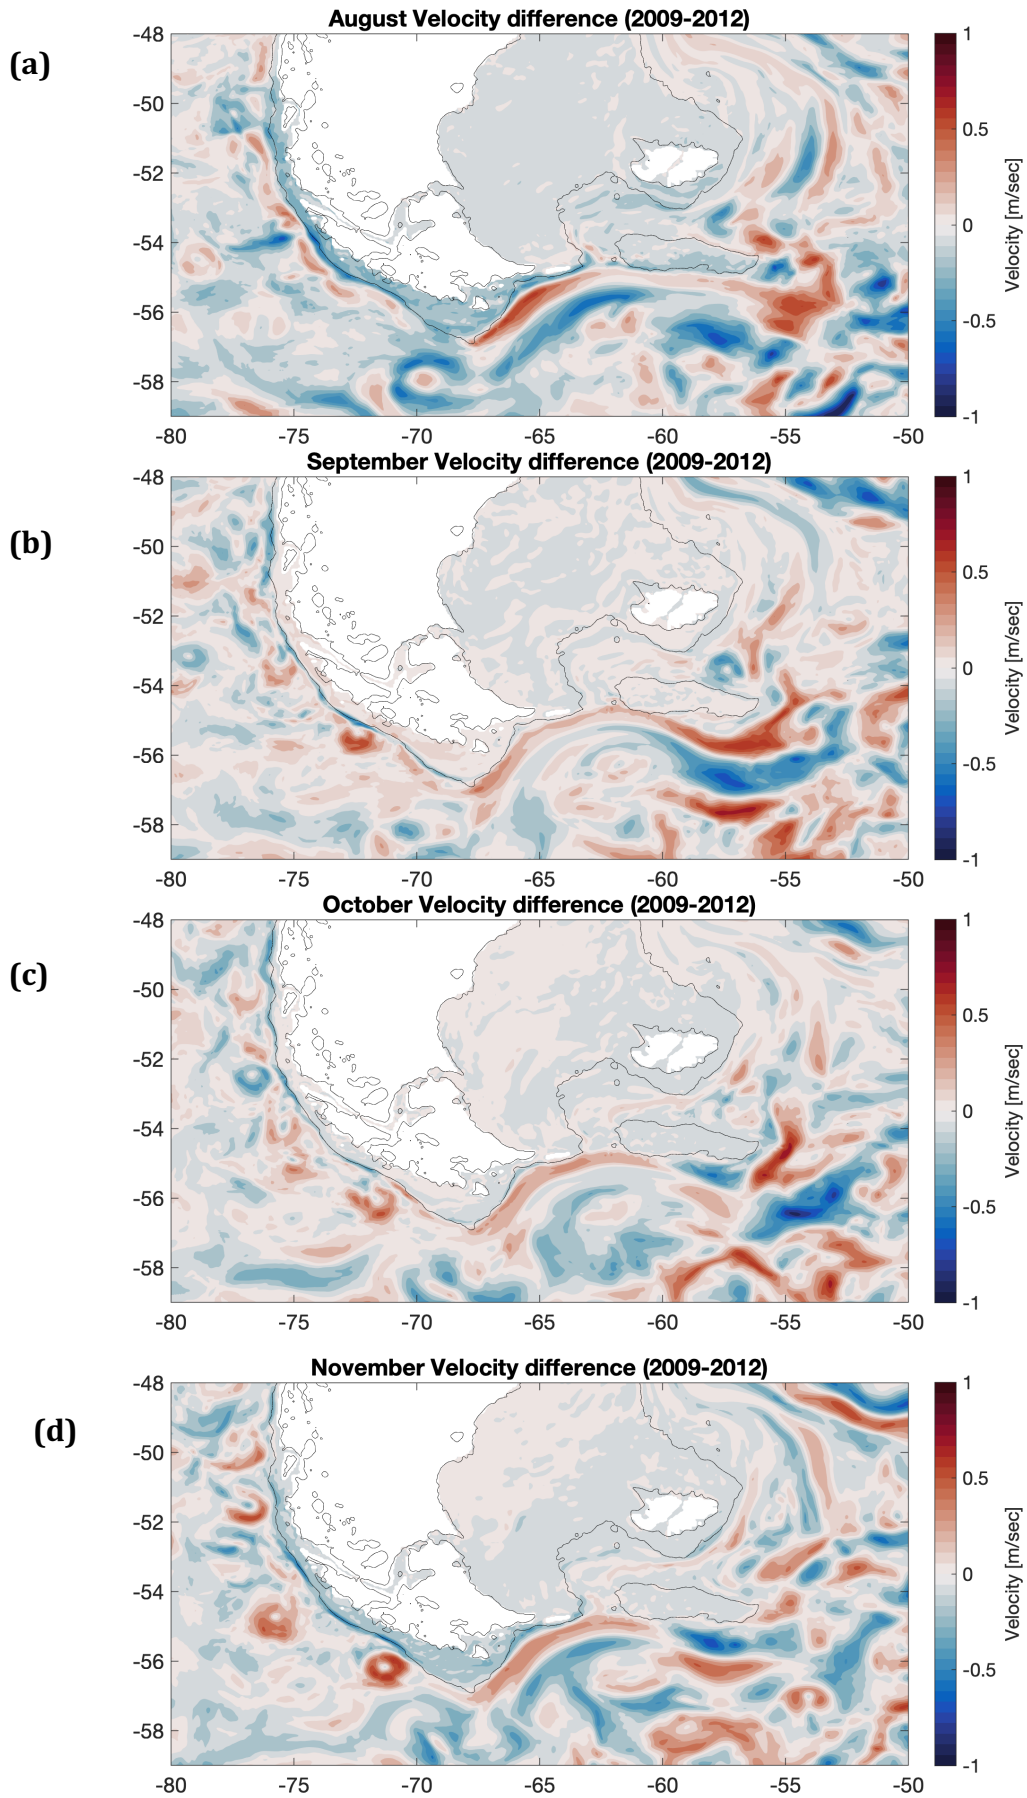 August Velocity difference (2009-2012)
(a)
-48
-50
-52
-54
-56
-58
-80 -75 -70 -65 -60 -55 -50
1
0.5
0
-0.5
-1
Velocity [m/sec]
September Velocity difference (2009-2012)
(b)
-48
-50
-52
-54
-56
-58
-80 -75 -70 -65 -60 -55 -50
1
0.5
0
-0.5
-1
Velocity [m/sec]
October Velocity difference (2009-2012)
(c)
-48
-50
-52
-54
-56
-58
-80 -75 -70 -65 -60 -55 -50
1
0.5
0
-0.5
-1
Velocity [m/sec]
November Velocity difference (2009-2012)
(d)
-48
-50
-52
-54
-56
-58
-80 -75 -70 -65 -60 -55 -50
1
0.5
0
-0.5
-1
Velocity [m/sec]